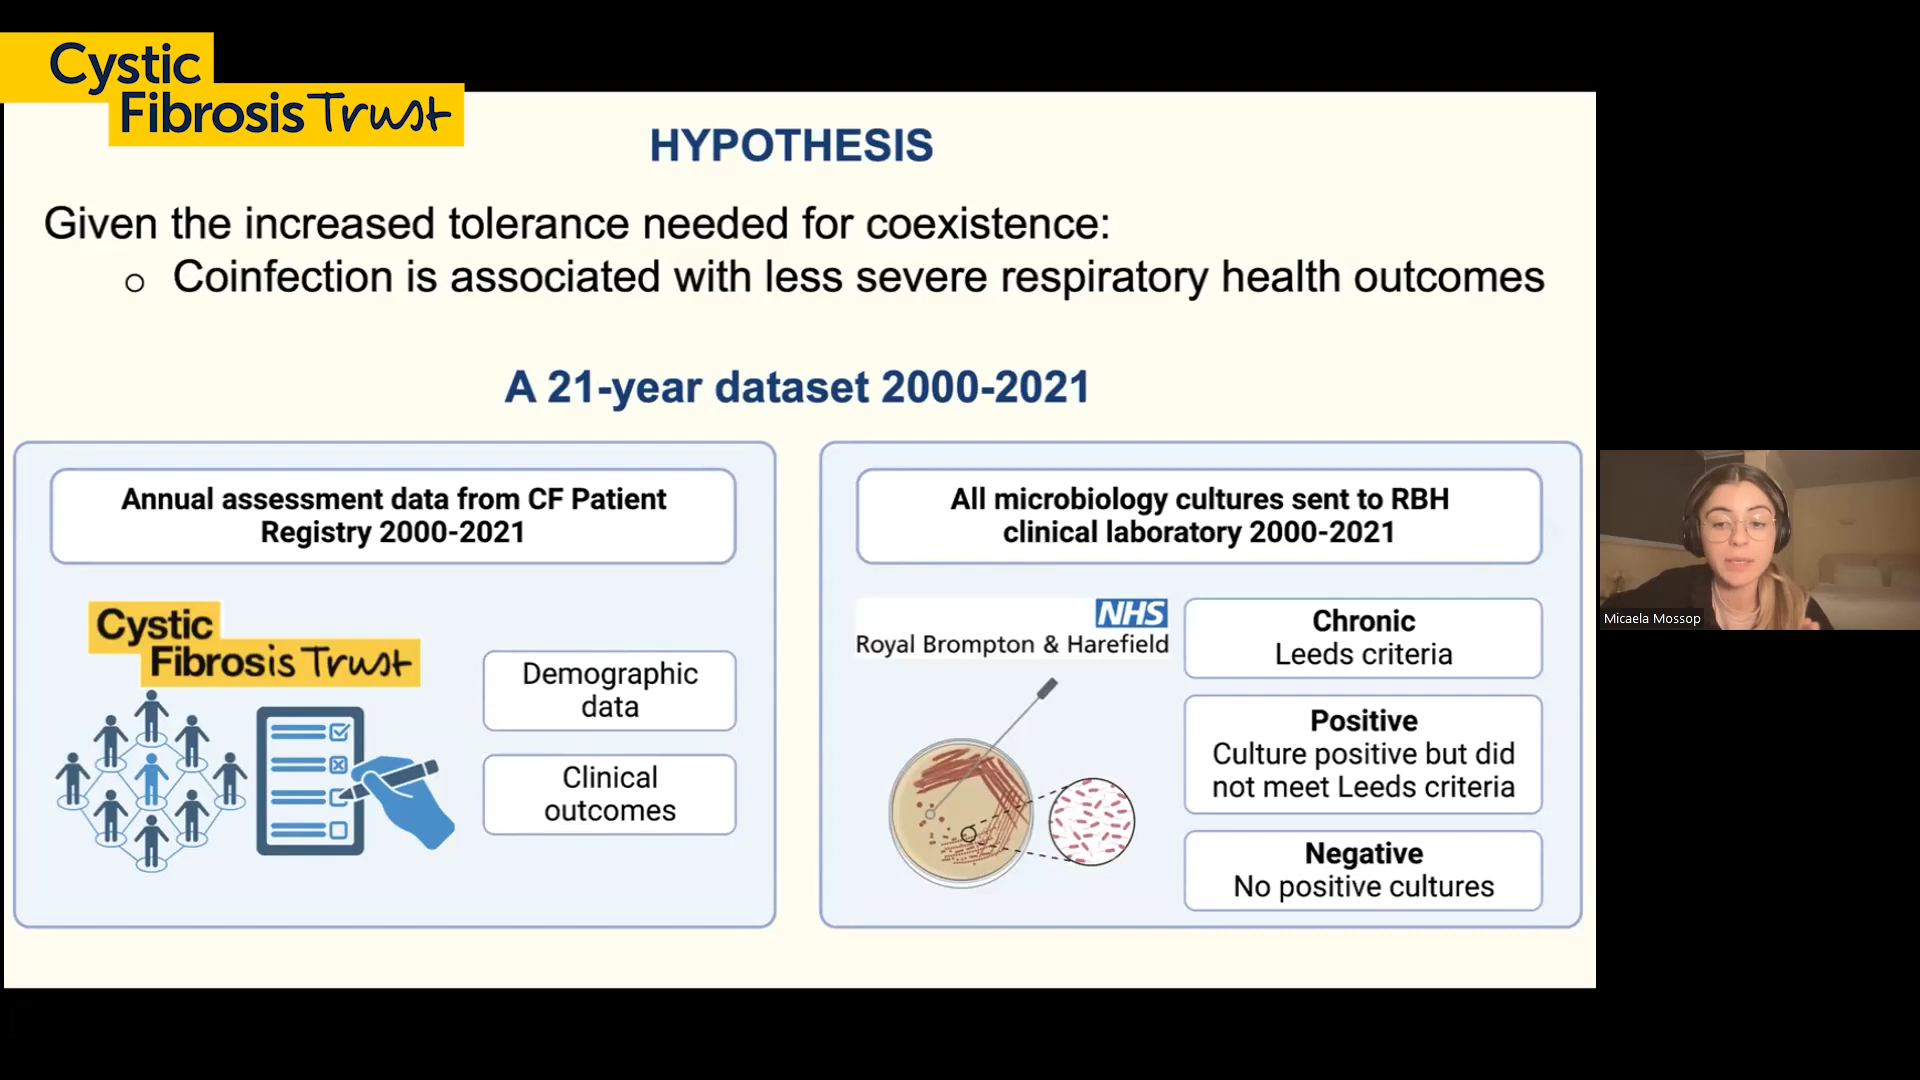 Cystic
Fibrosis Trust
HYPOTHESIS
Given the increased tolerance needed for coexistence:
o Coinfection is associated with less severe respiratory health outcomes
A 21-year dataset 2000-2021
Annual assessment data from CF Patient
Registry 2000-2021
Cystic
Fibrosis Trust
Demographic
data
Clinical
outcomes
All microbiology cultures sent to RBH
clinical laboratory 2000-2021
NHS
Royal Brompton & Harefield
Chronic
Leeds criteria
Positive
Culture positive but did
not meet Leeds criteria
Negative
No positive cultures
Micaela Mossop